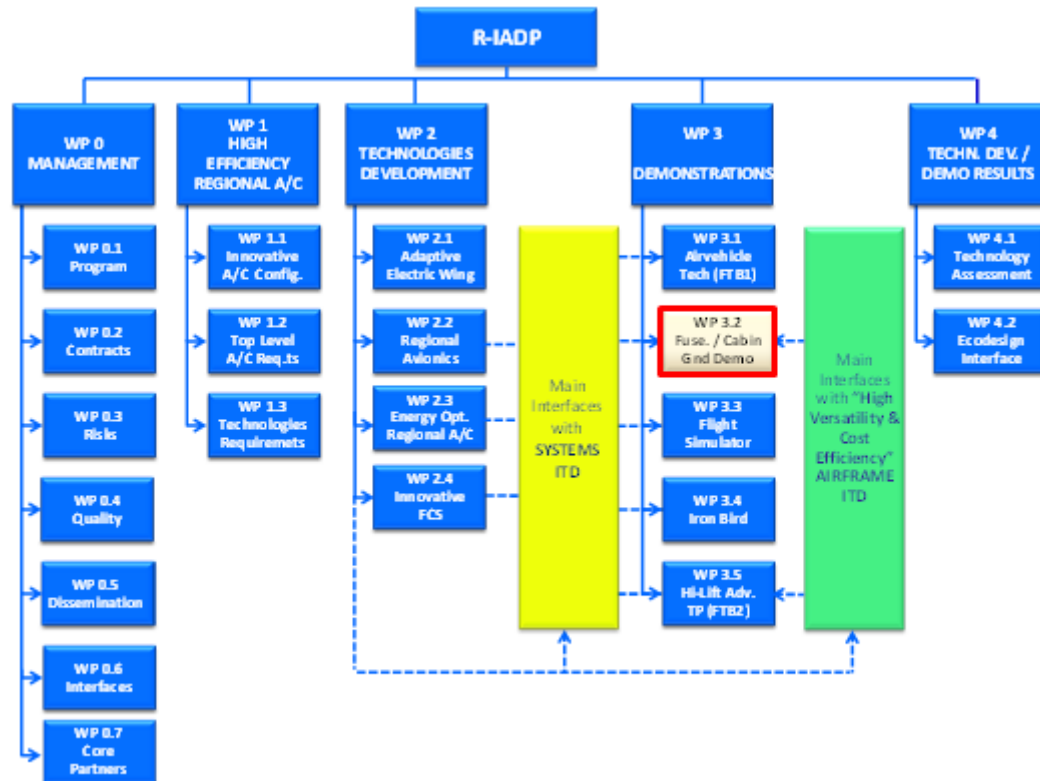 R-IADP
WP 0
MANAGEMENT
WP 1
HIGH
EFFICIENCY
REGIONAL A/C
WP 2
TECHNOLOGIES
DEVELOPMENT
WP 3
DEMONSTRATIONS
WP 4
TECHN. DEV. /
DEMO RESULTS
WP 0.1
Program
WP 0.2
Contracts
WP 0.3
Risks
WP 0.4
Quality
WP 0.5
Dissemination
WP 0.6
Interfaces
WP 0.7
Core
Partners
WP 1.1
Innovative
A/C Config.
WP 1.2
Top Level
A/C Req.ts
WP 1.3
Technologies
Requiremets
WP 2.1
Adaptive
Electric Wing
WP 2.2
Regional
Avionics
WP 2.3
Energy Opt.
Regional A/C
WP 2.4
Innovative
FCS
Main
Interfaces
with
SYSTEMS
ITD
WP 3.1
Airvehicle
Tech (FTB1)
WP 3.2
Fuse. / Cabin
Gnd Demo
WP 3.3
Flight
Simulator
WP 3.4
Iron Bird
WP 3.5
Hi-Lift Adv.
TP (FTB2)
Main
Interfaces
with "High
Versatility &
Cost
Efficiency"
AIRFRAME
ITD
WP 4.1
Technology
Assessment
WP 4.2
Ecodesign
Interface